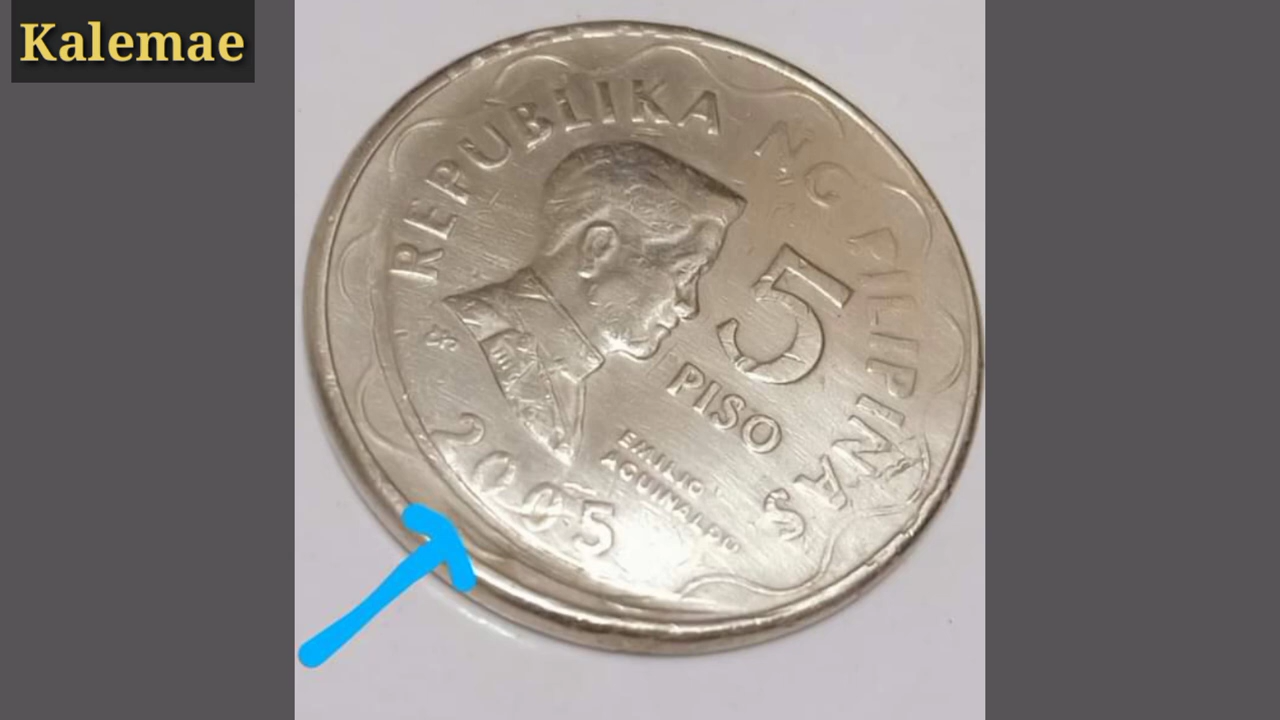 Kalemae
REPUBLIKA NG PILIPINAS
5
PISO
EMILIO
AGUINALDO
2005